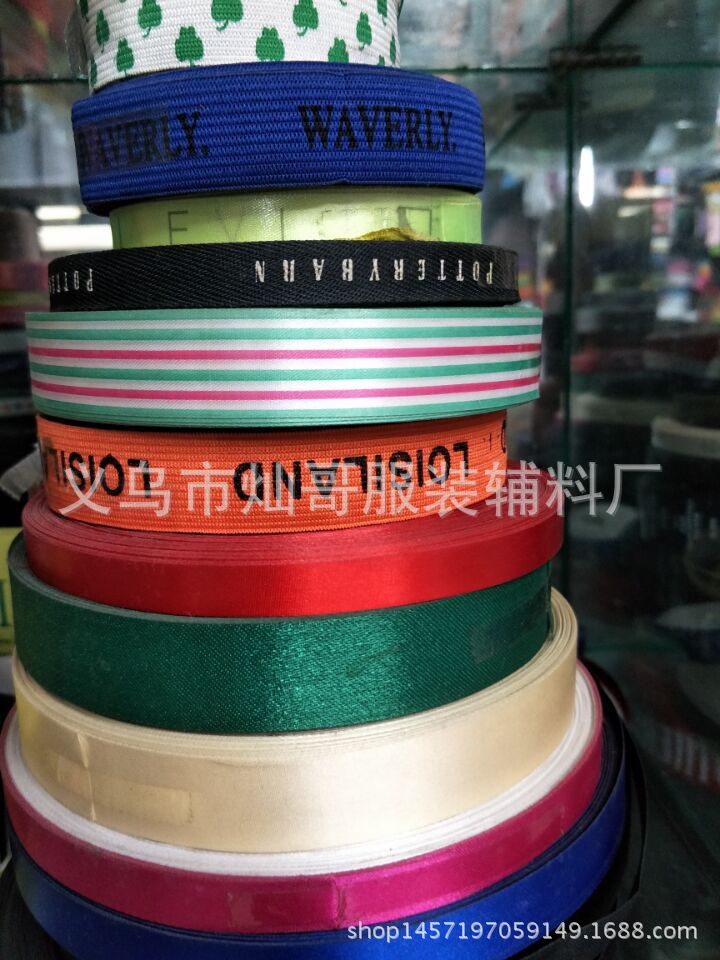 WAVERLY. WAVERLY.
POTTERYBARN
LOISILAND
义乌市灿哥服装辅料厂
shop1457197059149.1688.com